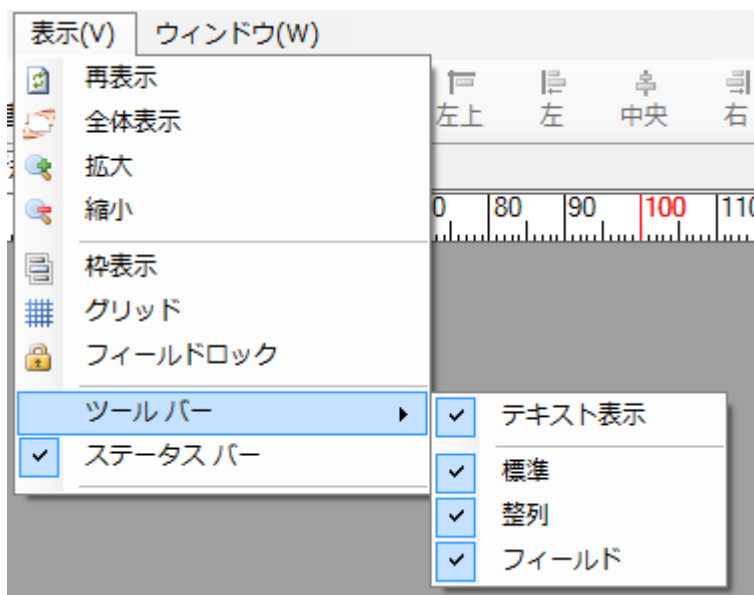 表示(V) ウィンドウ(W)
再表示
全体表示
拡大
縮小
枠表示
グリッド
フィールドロック
ツール バー
ステータス バー
左上 左 中央 右
80 90 100 110
テキスト表示
標準
整列
フィールド